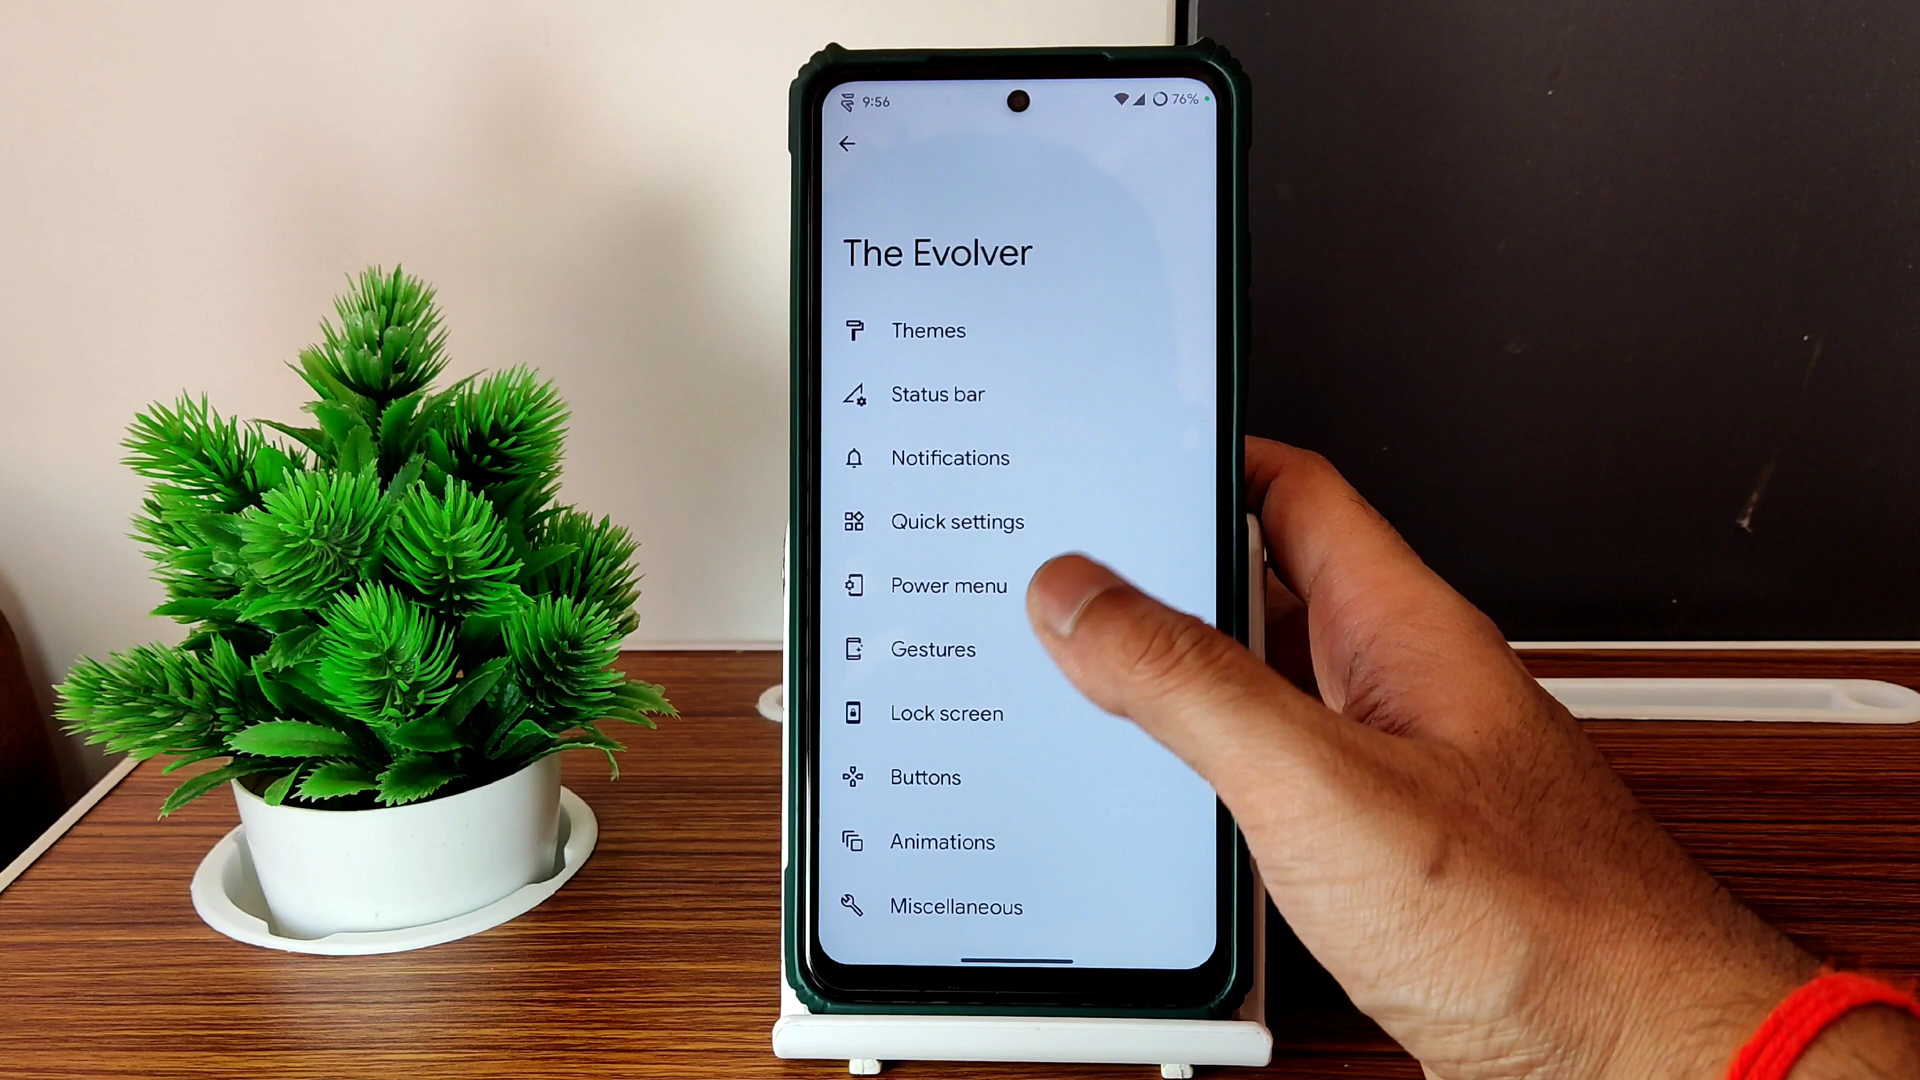 9:56
76%
The Evolver
Themes
Status bar
Notifications
Quick settings
Power menu
Gestures
Lock screen
Buttons
Animations
Miscellaneous